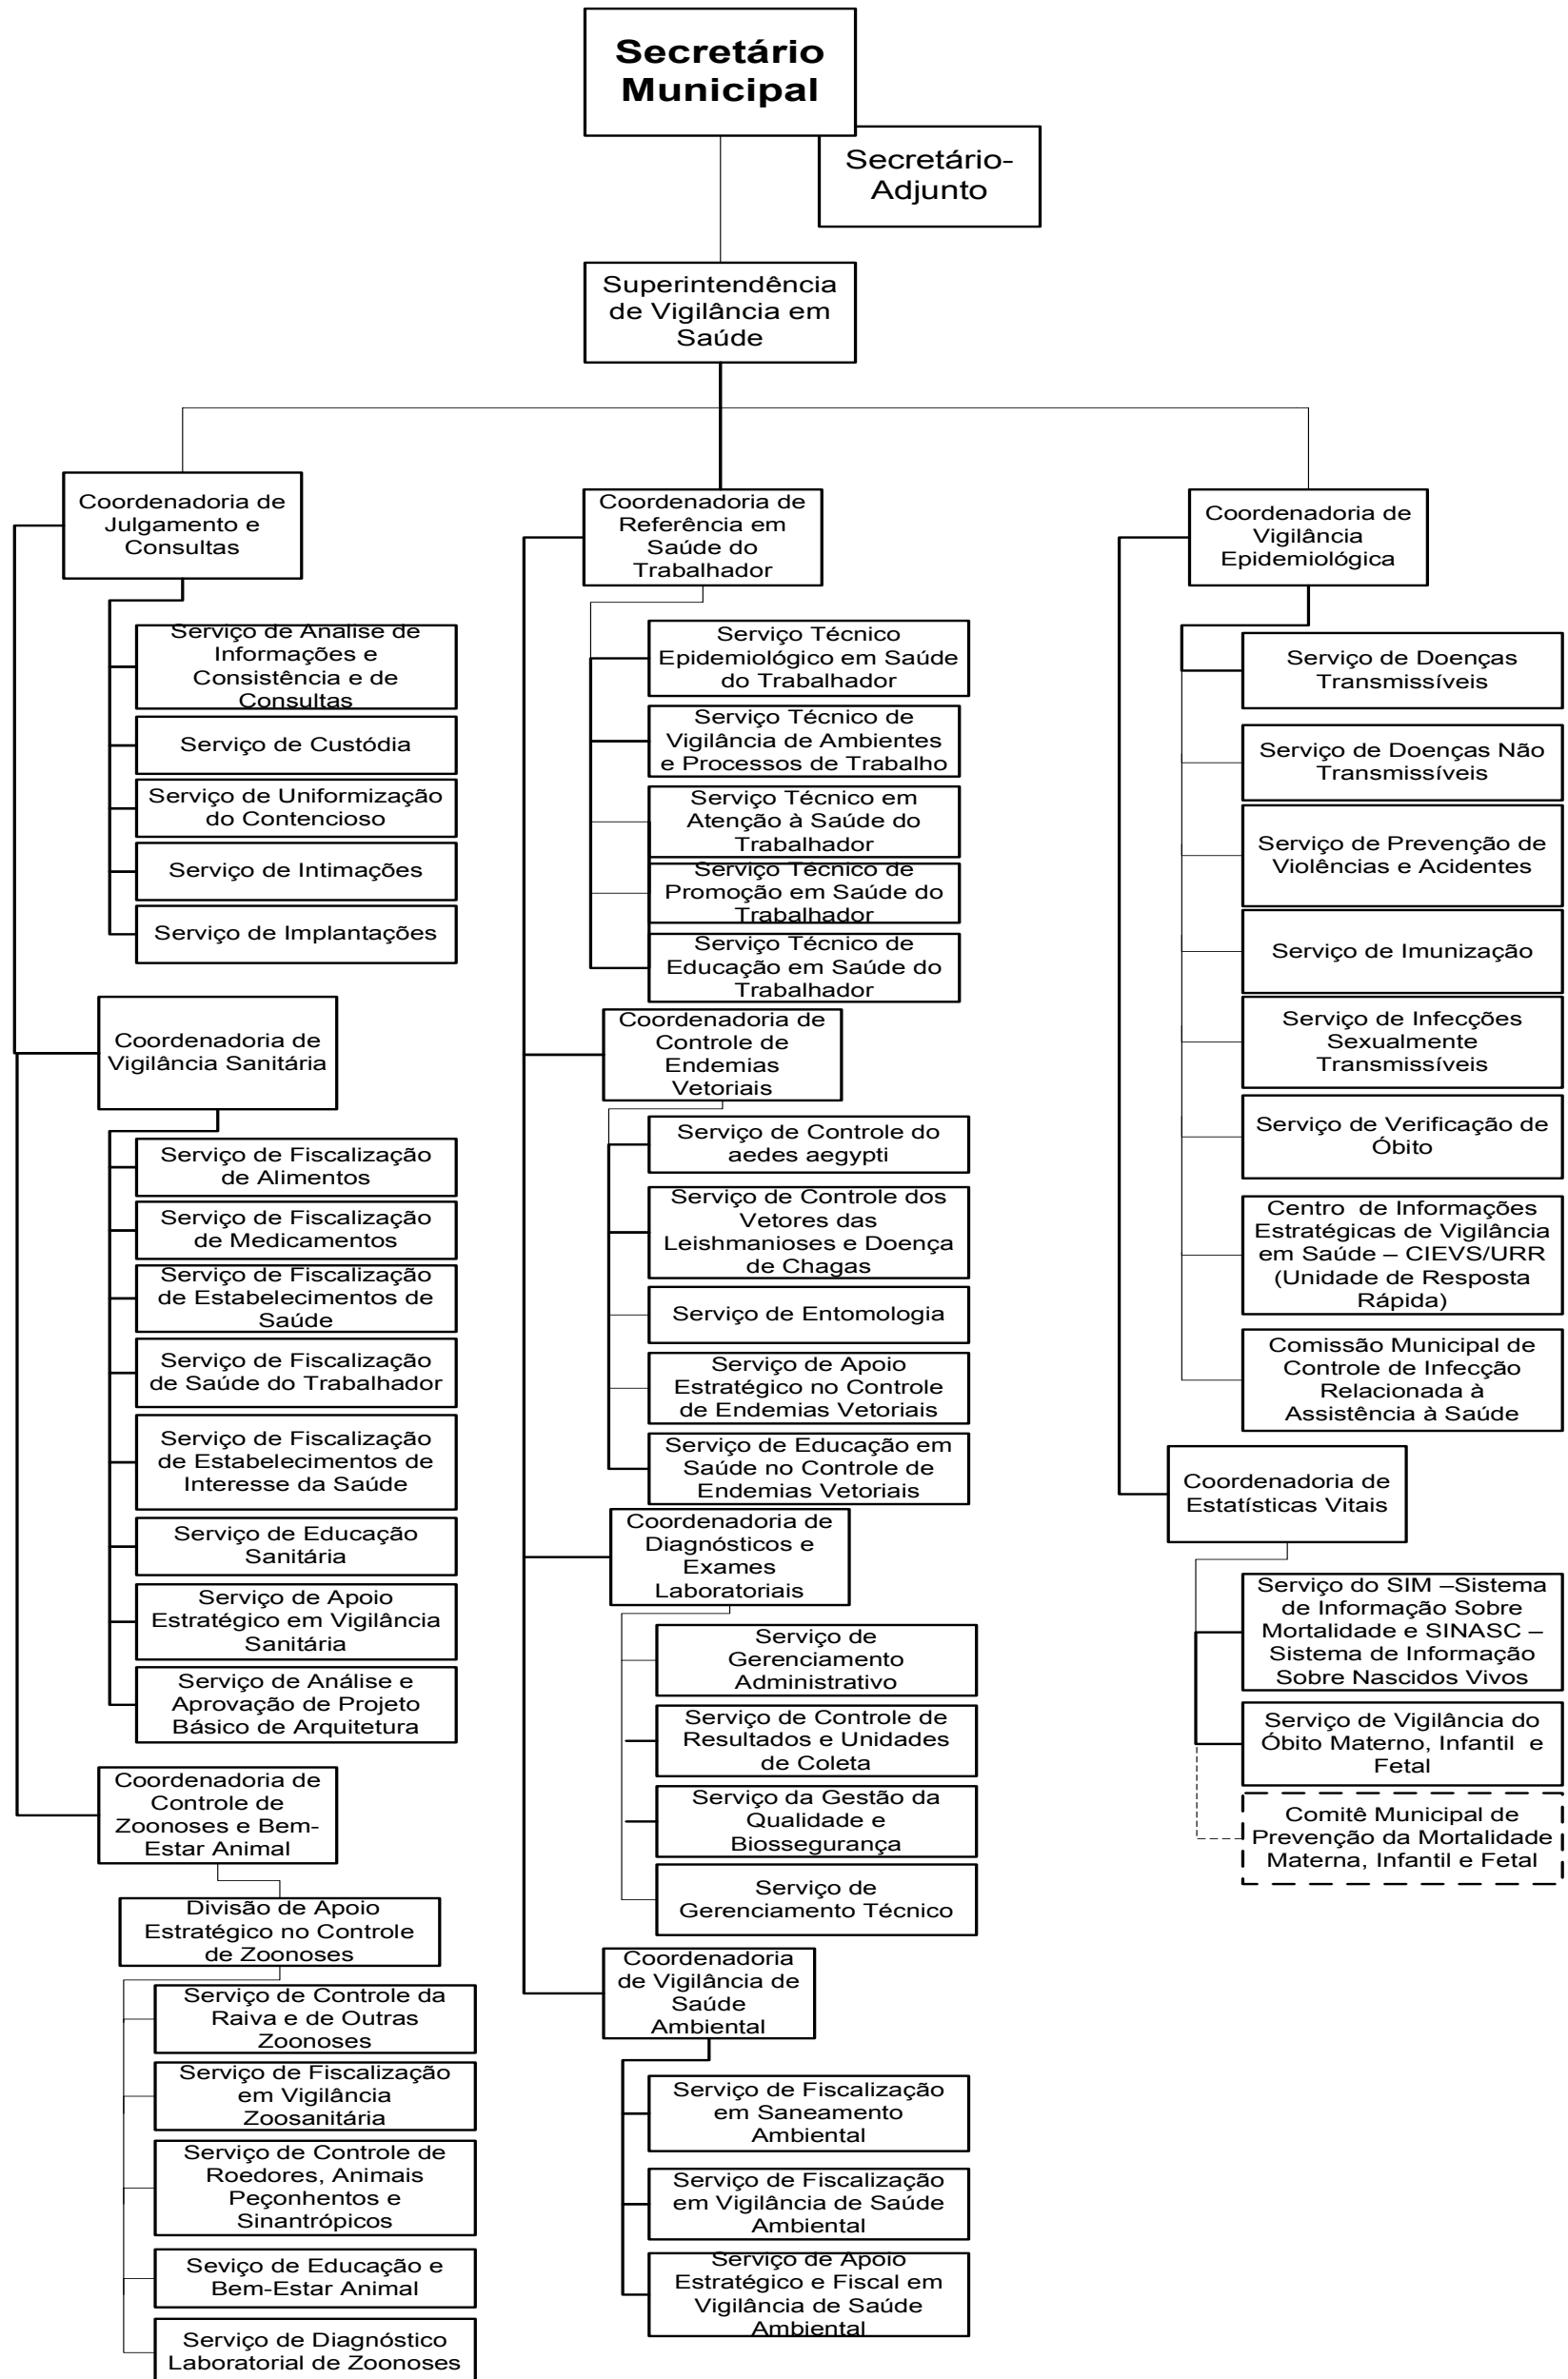 Secretário
Municipal
Secretário-
Adjunto
Superintendência
de Vigilância em
Saúde
Coordenadoria de
Julgamento e
Consultas
Serviço de Analise de
Informações e
Consistência e de
Consultas
Serviço de Custódia
Serviço de Uniformização
do Contencioso
Serviço de Intimações
Serviço de Implantações
Coordenadoria de
Vigilância Sanitária
Serviço de Fiscalização
de Alimentos
Serviço de Fiscalização
de Medicamentos
Serviço de Fiscalização
de Estabelecimentos de
Saúde
Serviço de Fiscalização
de Saúde do Trabalhador
Serviço de Fiscalização
de Estabelecimentos de
Interesse da Saúde
Serviço de Educação
Sanitária
Serviço de Apoio
Estratégico em Vigilância
Sanitária
Serviço de Análise e
Aprovação de Projeto
Básico de Arquitetura
Coordenadoria de
Controle de
Zoonoses e Bem-
Estar Animal
Divisão de Apoio
Estratégico no Controle
de Zoonoses
Serviço de Controle da
Raiva e de Outras
Zoonoses
Serviço de Fiscalização
em Vigilância
Zoosanitária
Serviço de Controle de
Roedores, Animais
Peçonhentos e
Sinantrópicos
Seviço de Educação e
Bem-Estar Animal
Serviço de Diagnóstico
Laboratorial de Zoonoses
Coordenadoria de
Referência em
Saúde do
Trabalhador
Serviço Técnico
Epidemiológico em Saúde
do Trabalhador
Serviço Técnico de
Vigilância de Ambientes
e Processos de Trabalho
Serviço Técnico em
Atenção à Saúde do
Trabalhador
Serviço Técnico de
Promoção em Saúde do
Trabalhador
Serviço Técnico de
Educação em Saúde do
Trabalhador
Coordenadoria de
Controle de
Endemias
Vetoriais
Serviço de Controle do
aedes aegypti
Serviço de Controle dos
Vetores das
Leishmanioses e Doença
de Chagas
Serviço de Entomologia
Serviço de Apoio
Estratégico no Controle
de Endemias Vetoriais
Serviço de Educação em
Saúde no Controle de
Endemias Vetoriais
Coordenadoria de
Diagnósticos e
Exames
Laboratoriais
Serviço de
Gerenciamento
Administrativo
Serviço de Controle de
Resultados e Unidades
de Coleta
Serviço da Gestão da
Qualidade e
Biossegurança
Serviço de
Gerenciamento Técnico
Coordenadoria
de Vigilância de
Saúde
Ambiental
Serviço de Fiscalização
em Saneamento
Ambiental
Serviço de Fiscalização
em Vigilância de Saúde
Ambiental
Serviço de Apoio
Estratégico e Fiscal em
Vigilância de Saúde
Ambiental
Coordenadoria de
Vigilância
Epidemiológica
Serviço de Doenças
Transmissíveis
Serviço de Doenças Não
Transmissíveis
Serviço de Prevenção de
Violências e Acidentes
Serviço de Imunização
Serviço de Infecções
Sexualmente
Transmissíveis
Serviço de Verificação de
Óbito
Centro de Informações
Estratégicas de Vigilância
em Saúde – CIEVS/URR
(Unidade de Resposta
Rápida)
Comissão Municipal de
Controle de Infecção
Relacionada à
Assistência à Saúde
Coordenadoria de
Estatísticas Vitais
Serviço do SIM –Sistema
de Informação Sobre
Mortalidade e SINASC –
Sistema de Informação
Sobre Nascidos Vivos
Serviço de Vigilância do
Óbito Materno, Infantil e
Fetal
Comitê Municipal de
Prevenção da Mortalidade
Materna, Infantil e Fetal